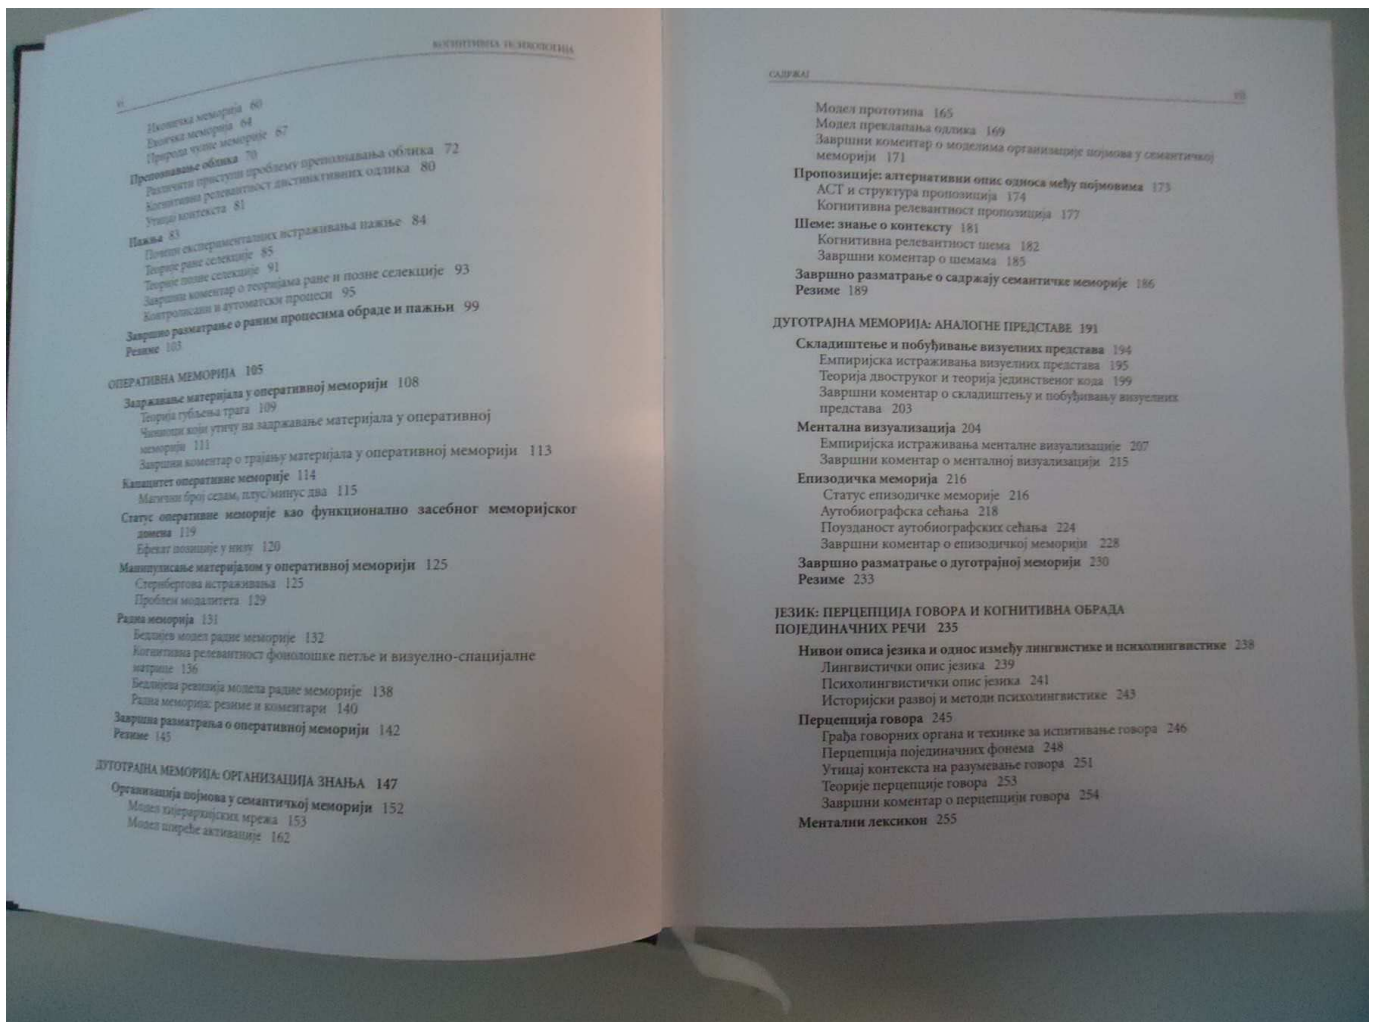 vi
КОГНИТИВНА ПСИХОЛОГИЈА
Иконичка меморија 60
Ехоичка меморија 64
Природа чулне меморије 67
Препознавање облика 70
Различити приступи проблему препознавања облика 72
Когнитивна релевантност дистинктивних одлика 80
Утицај контекста 81
Пажња 83
Почеци експерименталних истраживања пажње 84
Теорије ране селекције 85
Теорије позне селекције 91
Завршни коментар о теоријама ране и позне селекције 93
Контролисани и аутоматски процеси 95
Завршно разматрање о раним процесима обраде и пажњи 99
Резиме 103
ОПЕРАТИВНА МЕМОРИЈА 105
Задржавање материјала у оперативној меморији 108
Теорија губљења трага 109
Чиниоци који утичу на задржавање материјала у оперативној
меморији 111
Завршни коментар о трајању материјала у оперативној меморији 113
Капацитет оперативне меморије 114
Магични број седам, плус/минус два 115
Статус оперативне меморије као функционално засебног меморијског
домена 119
Ефекат позиције у низу 120
Манипулисање материјалом у оперативној меморији 125
Стернбергова истраживања 125
Проблем модалитета 129
Радна меморија 131
Бедлијев модел радне меморије 132
Когнитивна релевантност фонолошке петље и визуелно-спацијалне
матрице 136
Бедлијева ревизија модела радне меморије 138
Радна меморија: резиме и коментари 140
Завршна разматрања о оперативној меморији 142
Резиме 145
ДУГОТРАЈНА МЕМОРИЈА: ОРГАНИЗАЦИЈА ЗНАЊА 147
Организација појмова у семантичкој меморији 152
Модел хијерархијских мрежа 153
Модел ширеће активације 162
САДРЖАЈ
vii
Модел прототипа 165
Модел преклапања одлика 169
Завршни коментар о моделима организације појмова у семантичкој
меморији 171
Пропозиције: алтернативни опис односа међу појмовима 173
АСТ и структура пропозиција 174
Когнитивна релевантност пропозиција 177
Шеме: знање о контексту 181
Когнитивна релевантност шема 182
Завршни коментар о шемама 185
Завршно разматрање о садржају семантичке меморије 186
Резиме 189
ДУГОТРАЈНА МЕМОРИЈА: АНАЛОГНЕ ПРЕДСТАВЕ 191
Складиштење и побуђивање визуелних представа 194
Емпиријска истраживања визуелних представа 195
Теорија двоструког и теорија јединственог кода 199
Завршни коментар о складиштењу и побуђивању визуелних
представа 203
Ментална визуализација 204
Емпиријска истраживања менталне визуализације 207
Завршни коментар о менталној визуализацији 215
Епизодичка меморија 216
Статус епизодичке меморије 216
Аутобиографска сећања 218
Поузданост аутобиографских сећања 224
Завршни коментар о епизодичкој меморији 228
Завршно разматрање о дуготрајној меморији 230
Резиме 233
ЈЕЗИК: ПЕРЦЕПЦИЈА ГОВОРА И КОГНИТИВНА ОБРАДА
ПОЈЕДИНАЧНИХ РЕЧИ 235
Нивои описа језика и однос између лингвистике и психолингвистике 238
Лингвистички опис језика 239
Психолингвистички опис језика 241
Историјски развој и методи психолингвистике 243
Перцепција говора 245
Грађа говорних органа и технике за испитивање говора 246
Перцепција појединачних фонема 248
Утицај контекста на разумевање говора 251
Теорије перцепције говора 253
Завршни коментар о перцепцији говора 254
Ментални лексикон 255